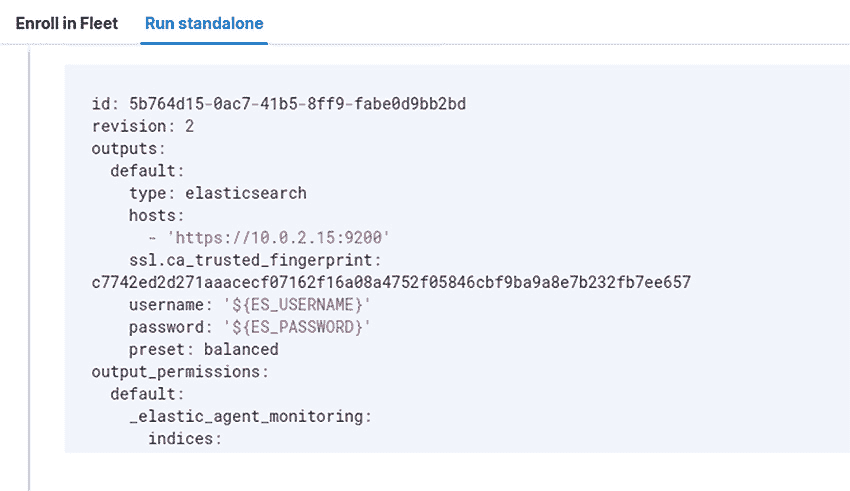 Enroll in Fleet
Run standalone
id: 5b764d15-0ac7-41b5-8ff9-fabe0d9bb2bd
revision: 2
outputs:
  default:
    type: elasticsearch
    hosts:
      - 'https://10.0.2.15:9200'
    ssl.ca_trusted_fingerprint:
c7742ed2d271aaacecf07162f16a08a4752f05846cbf9ba9a8e7b232fb7ee657
    username: '${ES_USERNAME}'
    password: '${ES_PASSWORD}'
    preset: balanced
output_permissions:
  default:
    _elastic_agent_monitoring:
      indices: